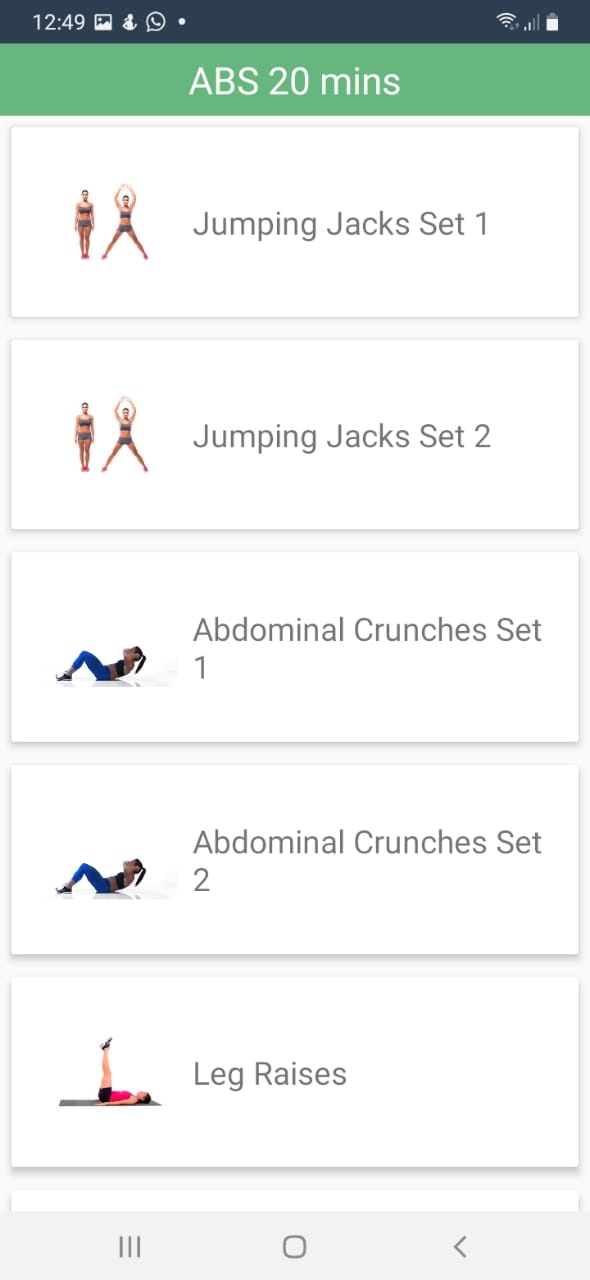 12:49
ABS 20 mins
Jumping Jacks Set 1
Jumping Jacks Set 2
Abdominal Crunches Set
1
Abdominal Crunches Set
2
Leg Raises